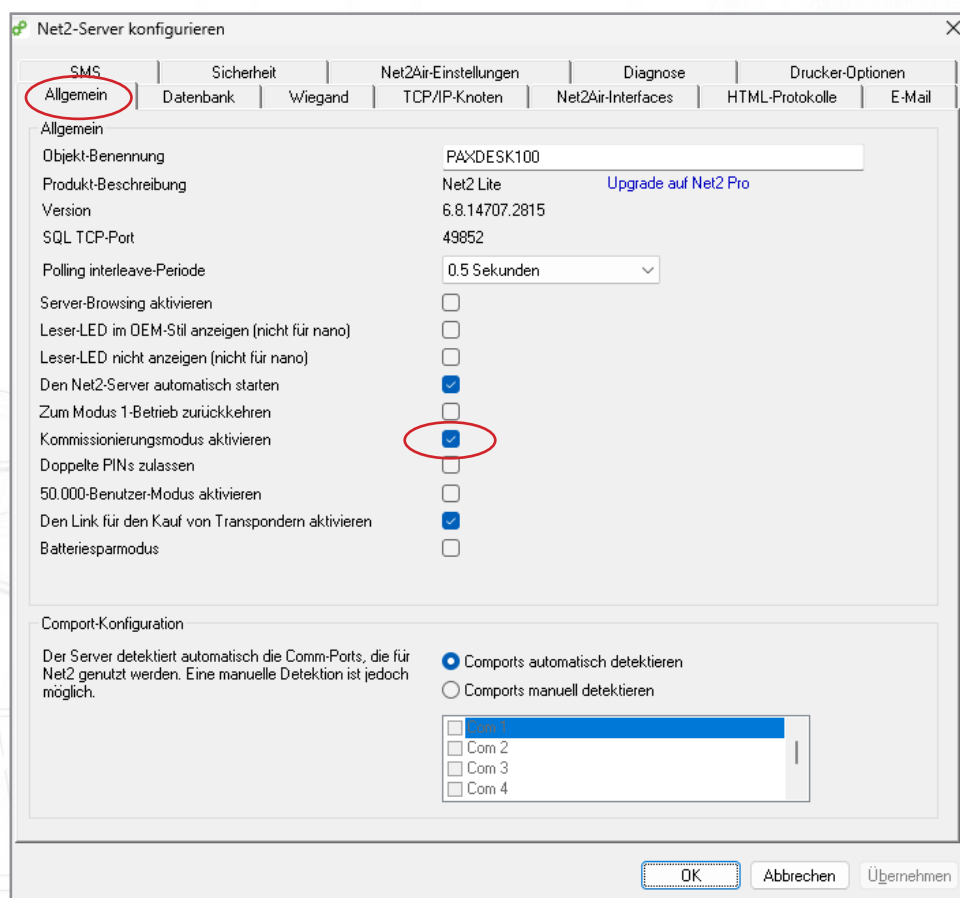 Net2-Server konfigurieren
SMS Sicherheit Net2Air-Einstellungen Diagnose Drucker-Optionen
Allgemein Datenbank Wiegand TCP/IP-Knoten Net2Air-Interfaces HTML-Protokolle E-Mail
Allgemein
Objekt-Benennung PAXDESK100
Produkt-Beschreibung Net2 Lite Upgrade auf Net2 Pro
Version 6.8.14707.2815
SQL TCP-Port 49852
Polling interleave-Periode 0.5 Sekunden
Server-Browsing aktivieren
Leser-LED im OEM-Stil anzeigen (nicht für nano)
Leser-LED nicht anzeigen (nicht für nano)
Den Net2-Server automatisch starten
Zum Modus 1-Betrieb zurückkehren
Kommissionierungsmodus aktivieren
Doppelte PINs zulassen
50.000-Benutzer-Modus aktivieren
Den Link für den Kauf von Transpondern aktivieren
Batteriesparmodus
Comport-Konfiguration
Der Server detektiert automatisch die Comm-Ports, die für
Net2 genutzt werden. Eine manuelle Detektion ist jedoch
möglich.
Comports automatisch detektieren
Comports manuell detektieren
Com 1
Com 2
Com 3
Com 4
OK Abbrechen Übernehmen